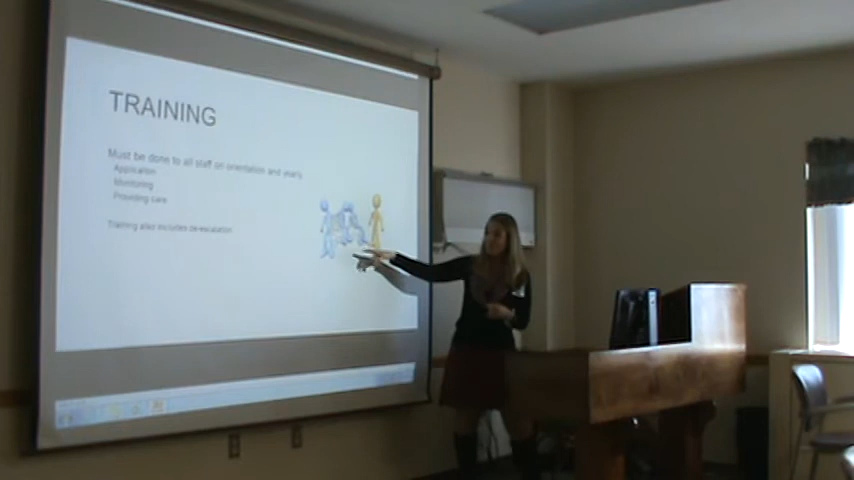 TRAINING
Must be done to all staff on orientation and yearly
Application
Monitoring
Providing care
Training also includes de-escalation